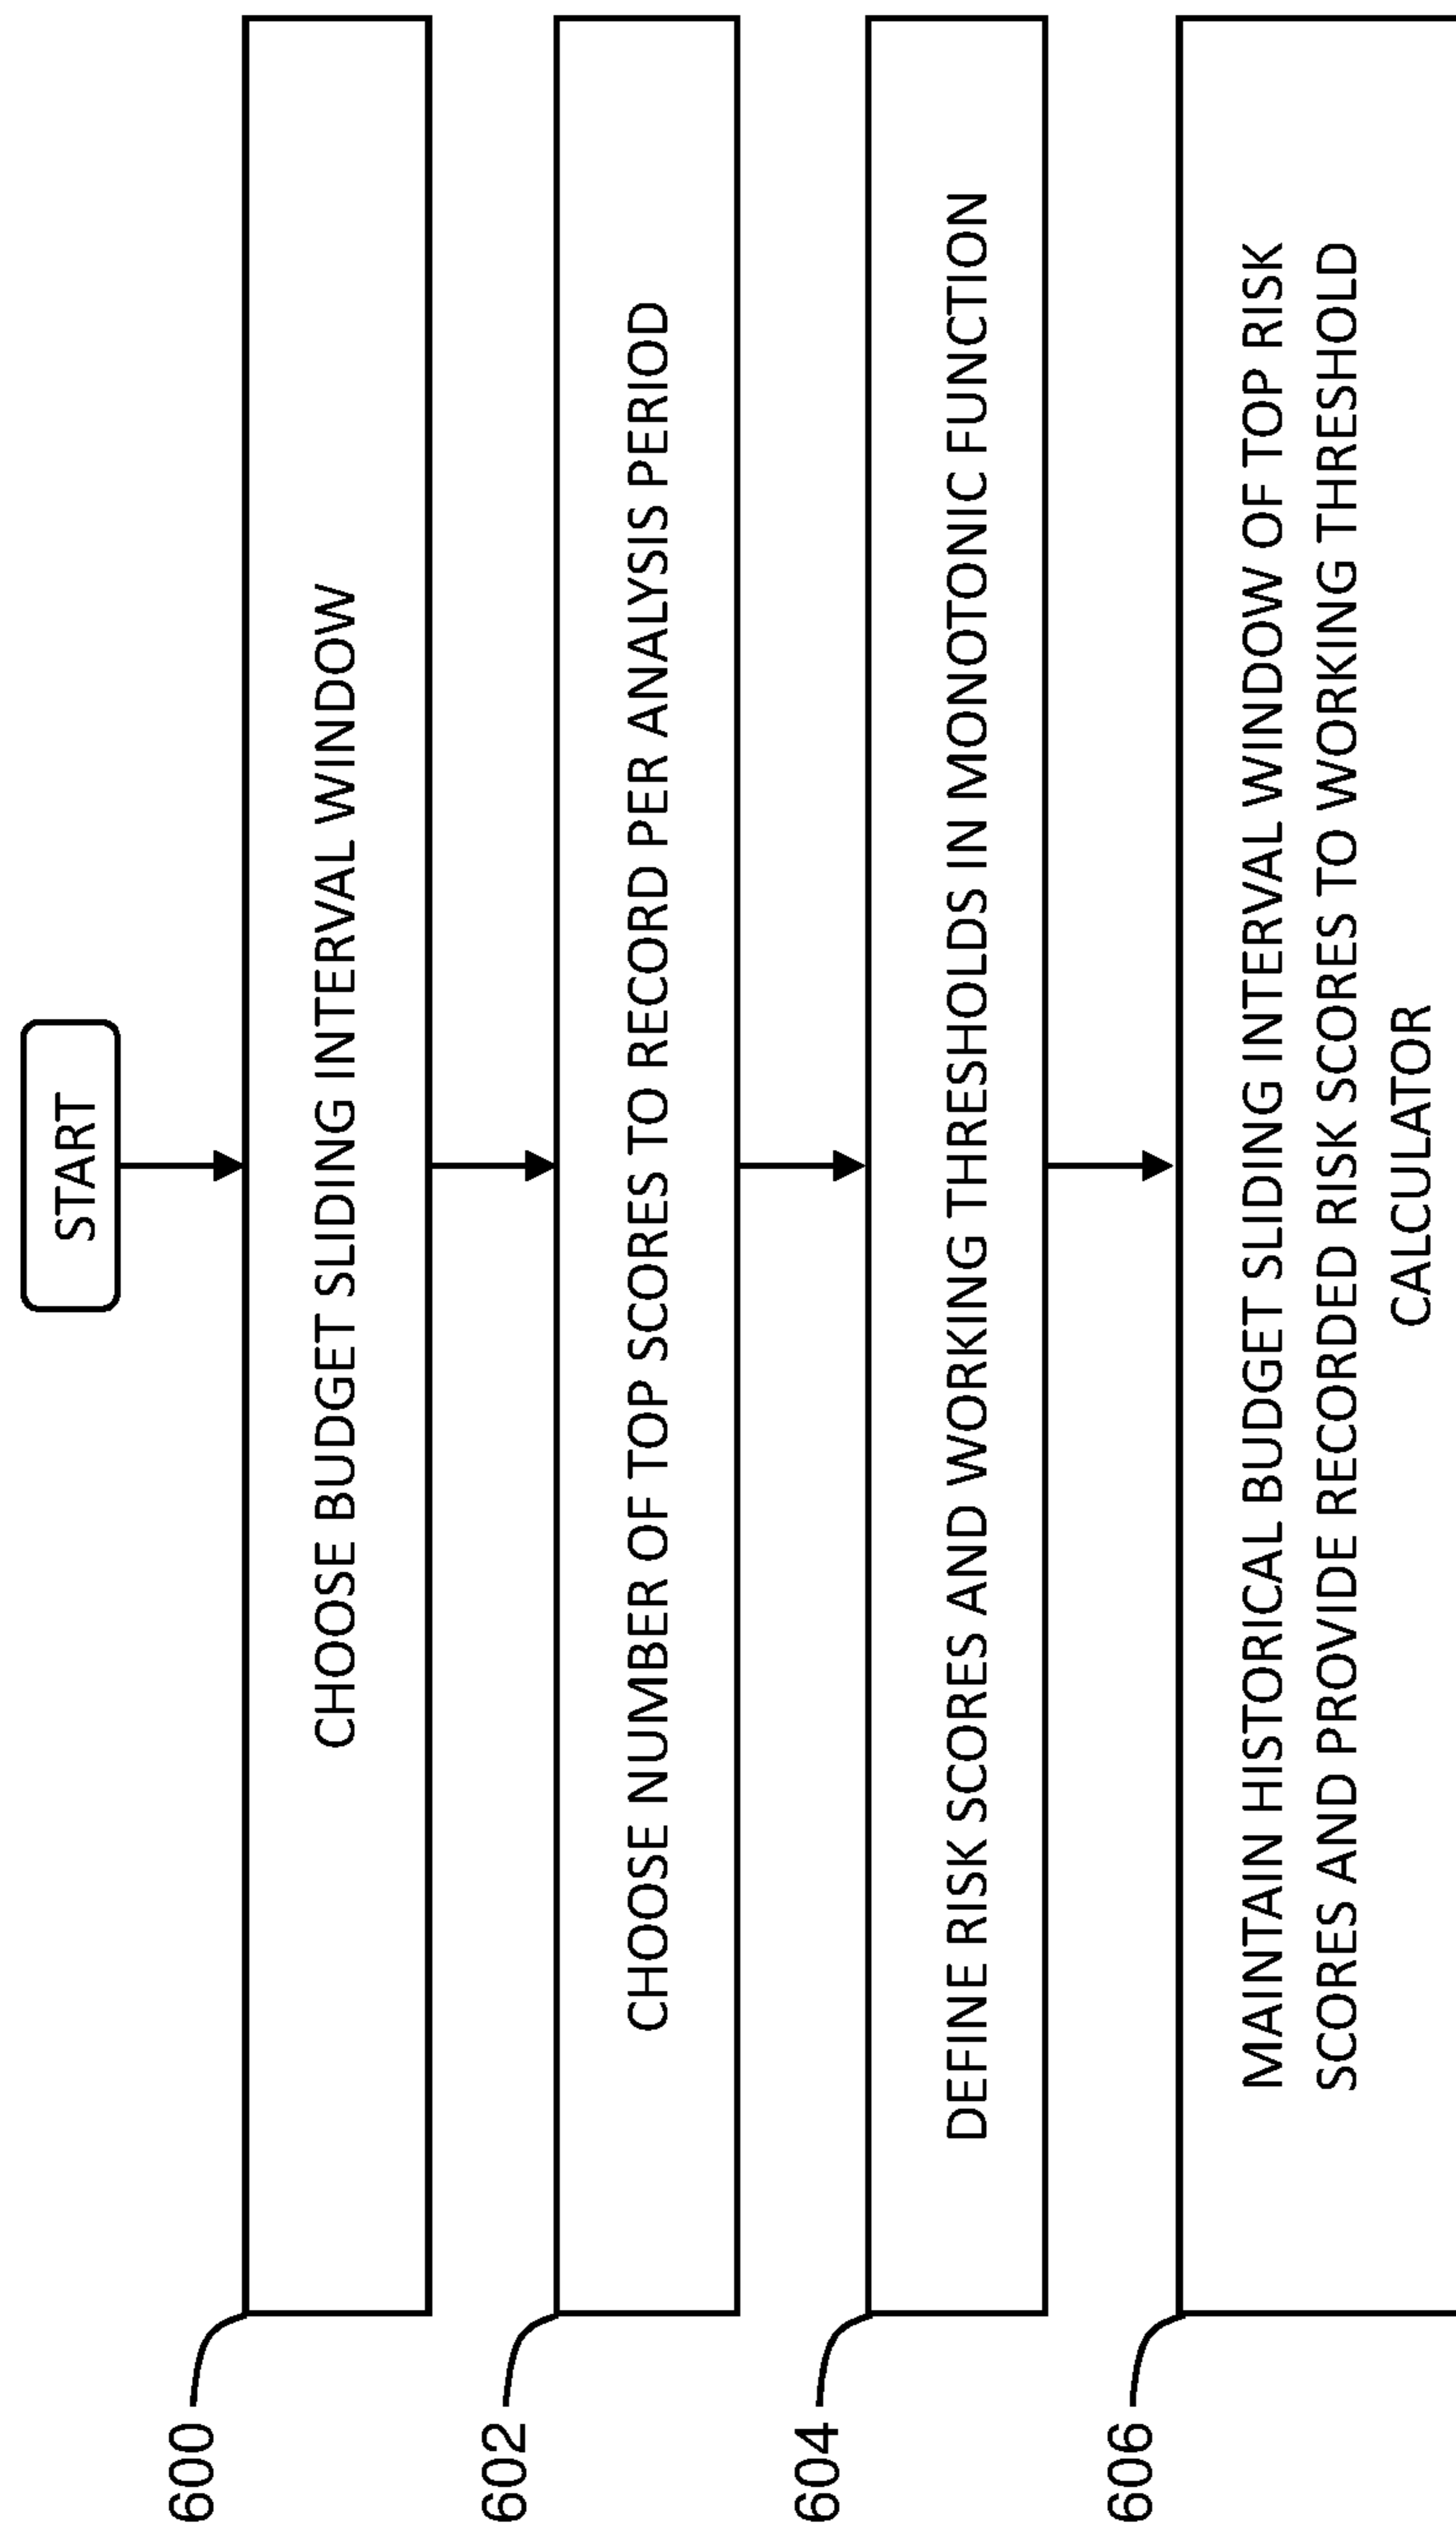 START
600
CHOOSE BUDGET SLIDING INTERVAL WINDOW
602
CHOOSE NUMBER OF TOP SCORES TO RECORD PER ANALYSIS PERIOD
604
DEFINE RISK SCORES AND WORKING THRESHOLDS IN MONOTONIC FUNCTION
606
MAINTAIN HISTORICAL BUDGET SLIDING INTERVAL WINDOW OF TOP RISK
SCORES AND PROVIDE RECORDED RISK SCORES TO WORKING THRESHOLD
CALCULATOR